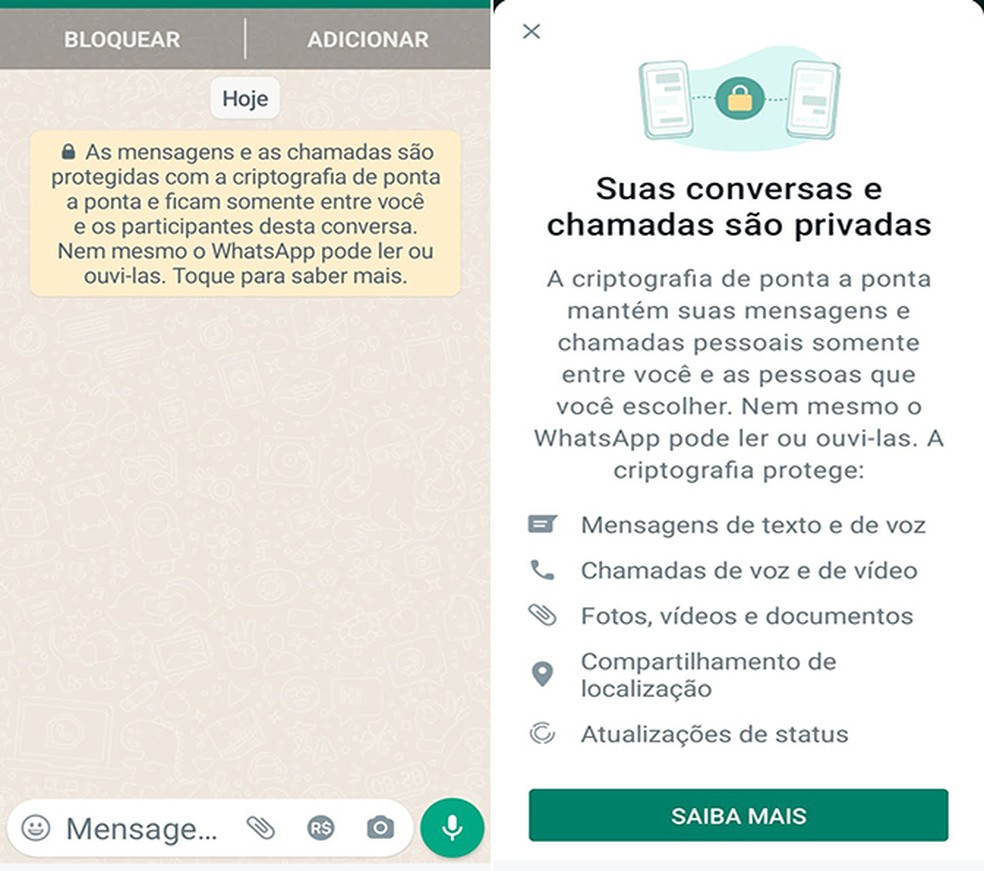 BLOQUEAR
ADICIONAR
Hoje
As mensagens e as chamadas são
protegidas com a criptografia de ponta
a ponta e ficam somente entre você
e os participantes desta conversa.
Nem mesmo o WhatsApp pode ler ou
ouvi-las. Toque para saber mais.
Mensage...
R$
Suas conversas e
chamadas são privadas
A criptografia de ponta a ponta
mantém suas mensagens e
chamadas pessoais somente
entre você e as pessoas que
você escolher. Nem mesmo o
WhatsApp pode ler ou ouvi-las. A
criptografia protege:
Mensagens de texto e de voz
Chamadas de voz e de vídeo
Fotos, vídeos e documentos
Compartilhamento de
localização
Atualizações de status
SAIBA MAIS